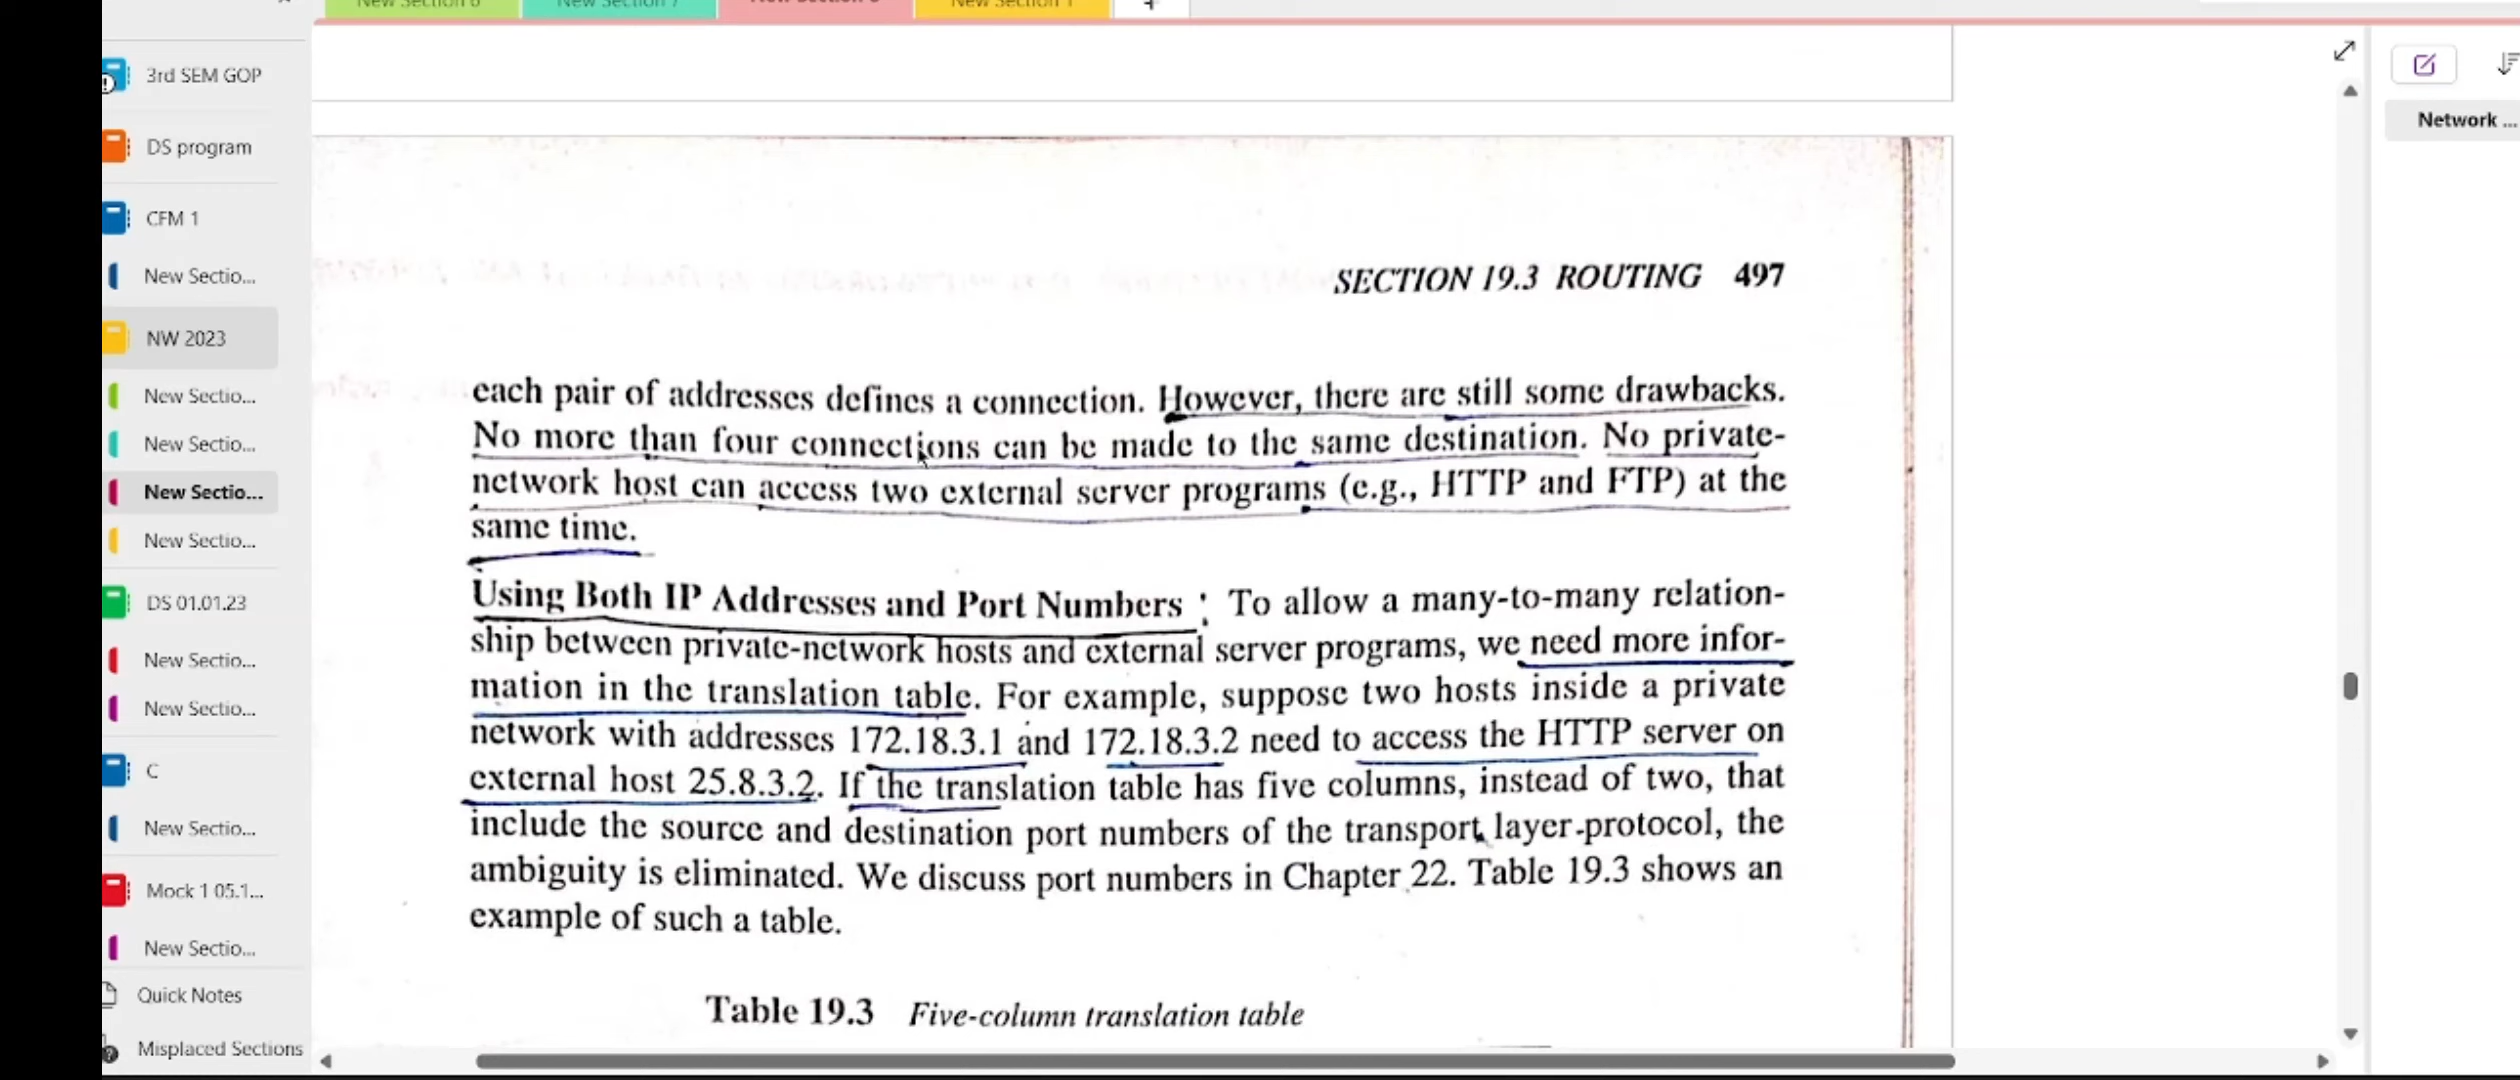 New Section 7
3rd SEM GOP
DS program
CFM 1
New Sectio...
NW 2023
New Sectio...
New Sectio...
New Sectio...
New Sectio...
DS 01.01.23
New Sectio...
New Sectio...
C
New Sectio...
Mock 1 05.1...
New Sectio...
Quick Notes
Misplaced Sections
Network ...
SECTION 19.3 ROUTING 497
each pair of addresses defines a connection. However, there are still some drawbacks.
No more than four connections can be made to the same destination. No private-
network host can access two external server programs (e.g., HTTP and FTP) at the
same time.
Using Both IP Addresses and Port Numbers : To allow a many-to-many relation-
ship between private-network hosts and external server programs, we need more infor-
mation in the translation table. For example, suppose two hosts inside a private
network with addresses 172.18.3.1 and 172.18.3.2 need to access the HTTP server on
external host 25.8.3.2. If the translation table has five columns, instead of two, that
include the source and destination port numbers of the transport layer-protocol, the
ambiguity is eliminated. We discuss port numbers in Chapter 22. Table 19.3 shows an
example of such a table.
Table 19.3 Five-column translation table